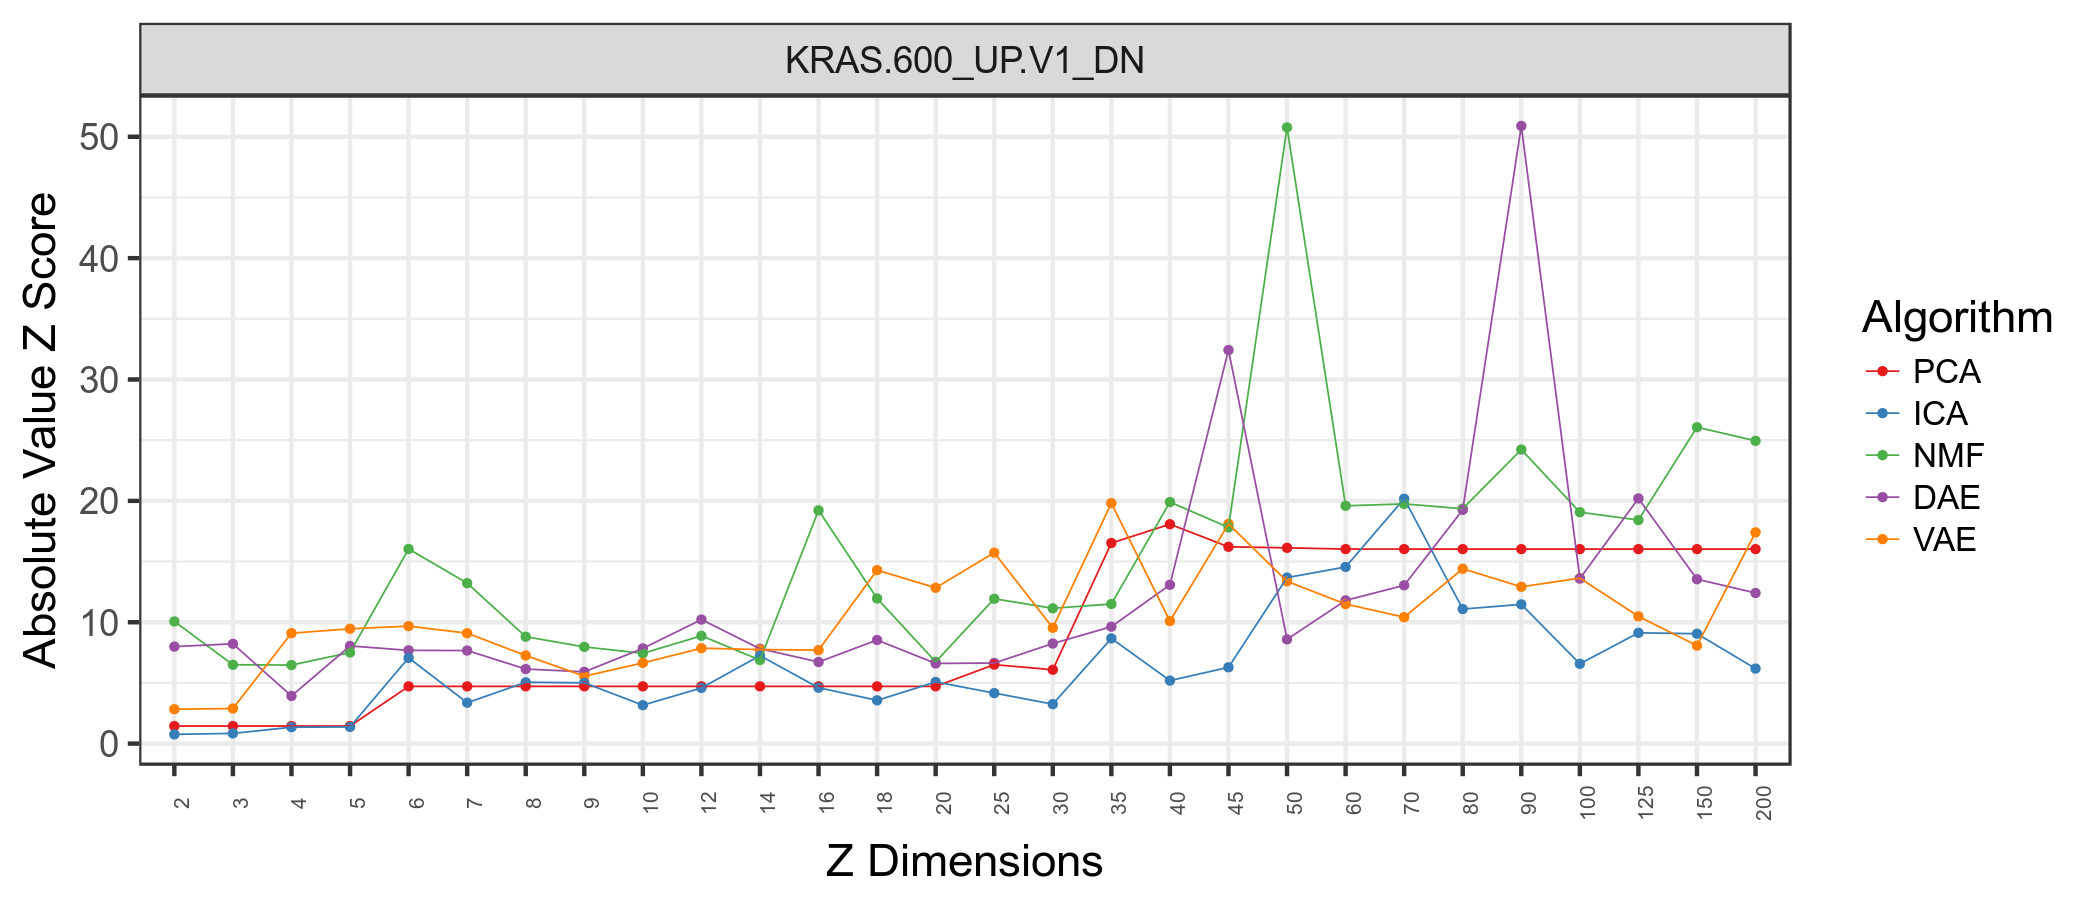 KRAS.600_UP.V1_DN
Absolute Value Z Score
50
40
30
20
10
0
2 3 4 5 6 7 8 9 10 12 14 16 18 20 25 30 35 40 45 50 60 70 80 90 100 125 150 200
Z Dimensions
Algorithm
PCA
ICA
NMF
DAE
VAE